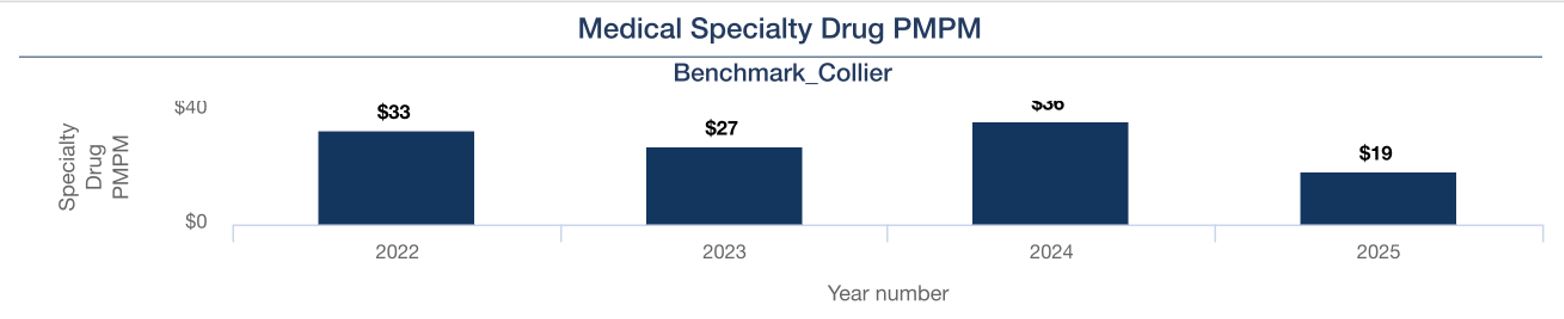 Medical Specialty Drug PMPM
Benchmark_Collier
Specialty
Drug
PMPM
$40
$0
$33
$27
$36
$19
2022
2023
2024
2025
Year number